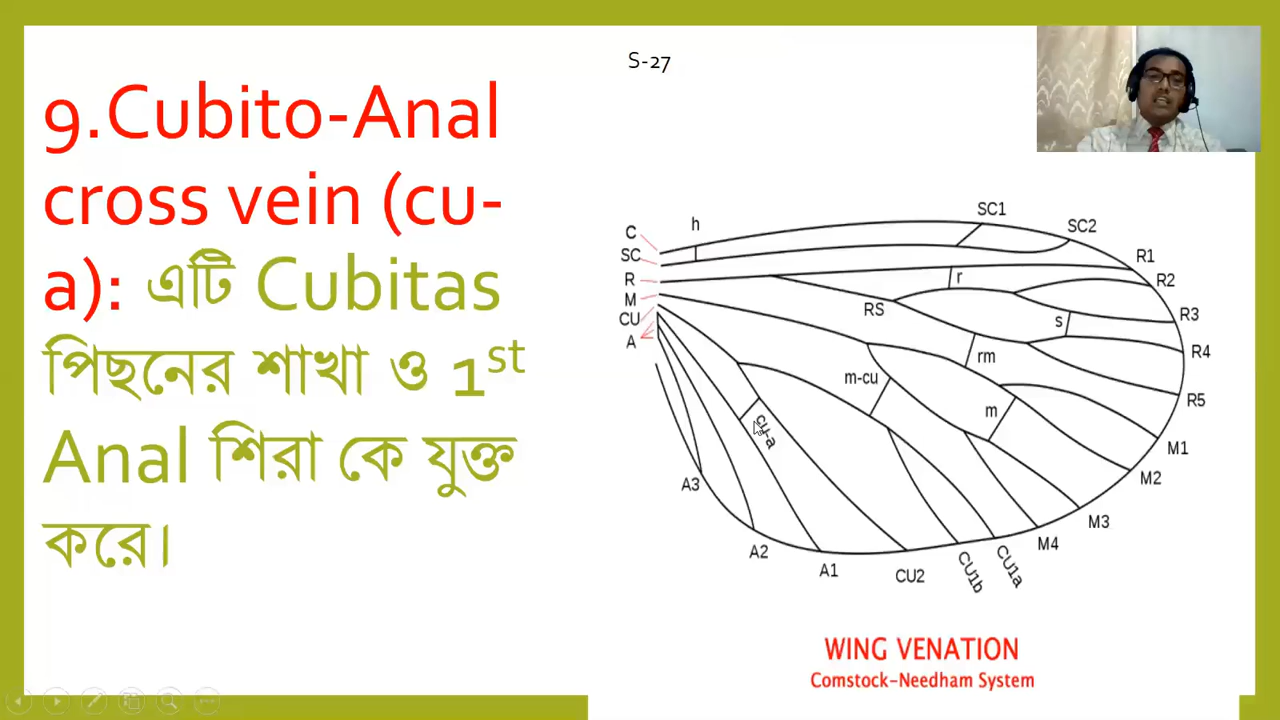 S-27
9.Cubito-Anal
cross vein (cu-
a): এটি Cubitas
পিছনের শাখা ও 1st
Anal শিরা কে যুক্ত
করে।
C
SC
R
M
CU
A
h
SC1
SC2
R1
R2
R3
R4
R5
M1
M2
M3
M4
CU1a
CU1b
CU2
A1
A2
A3
r
RS
s
rm
m-cu
m
cu-a
WING VENATION
Comstock-Needham System